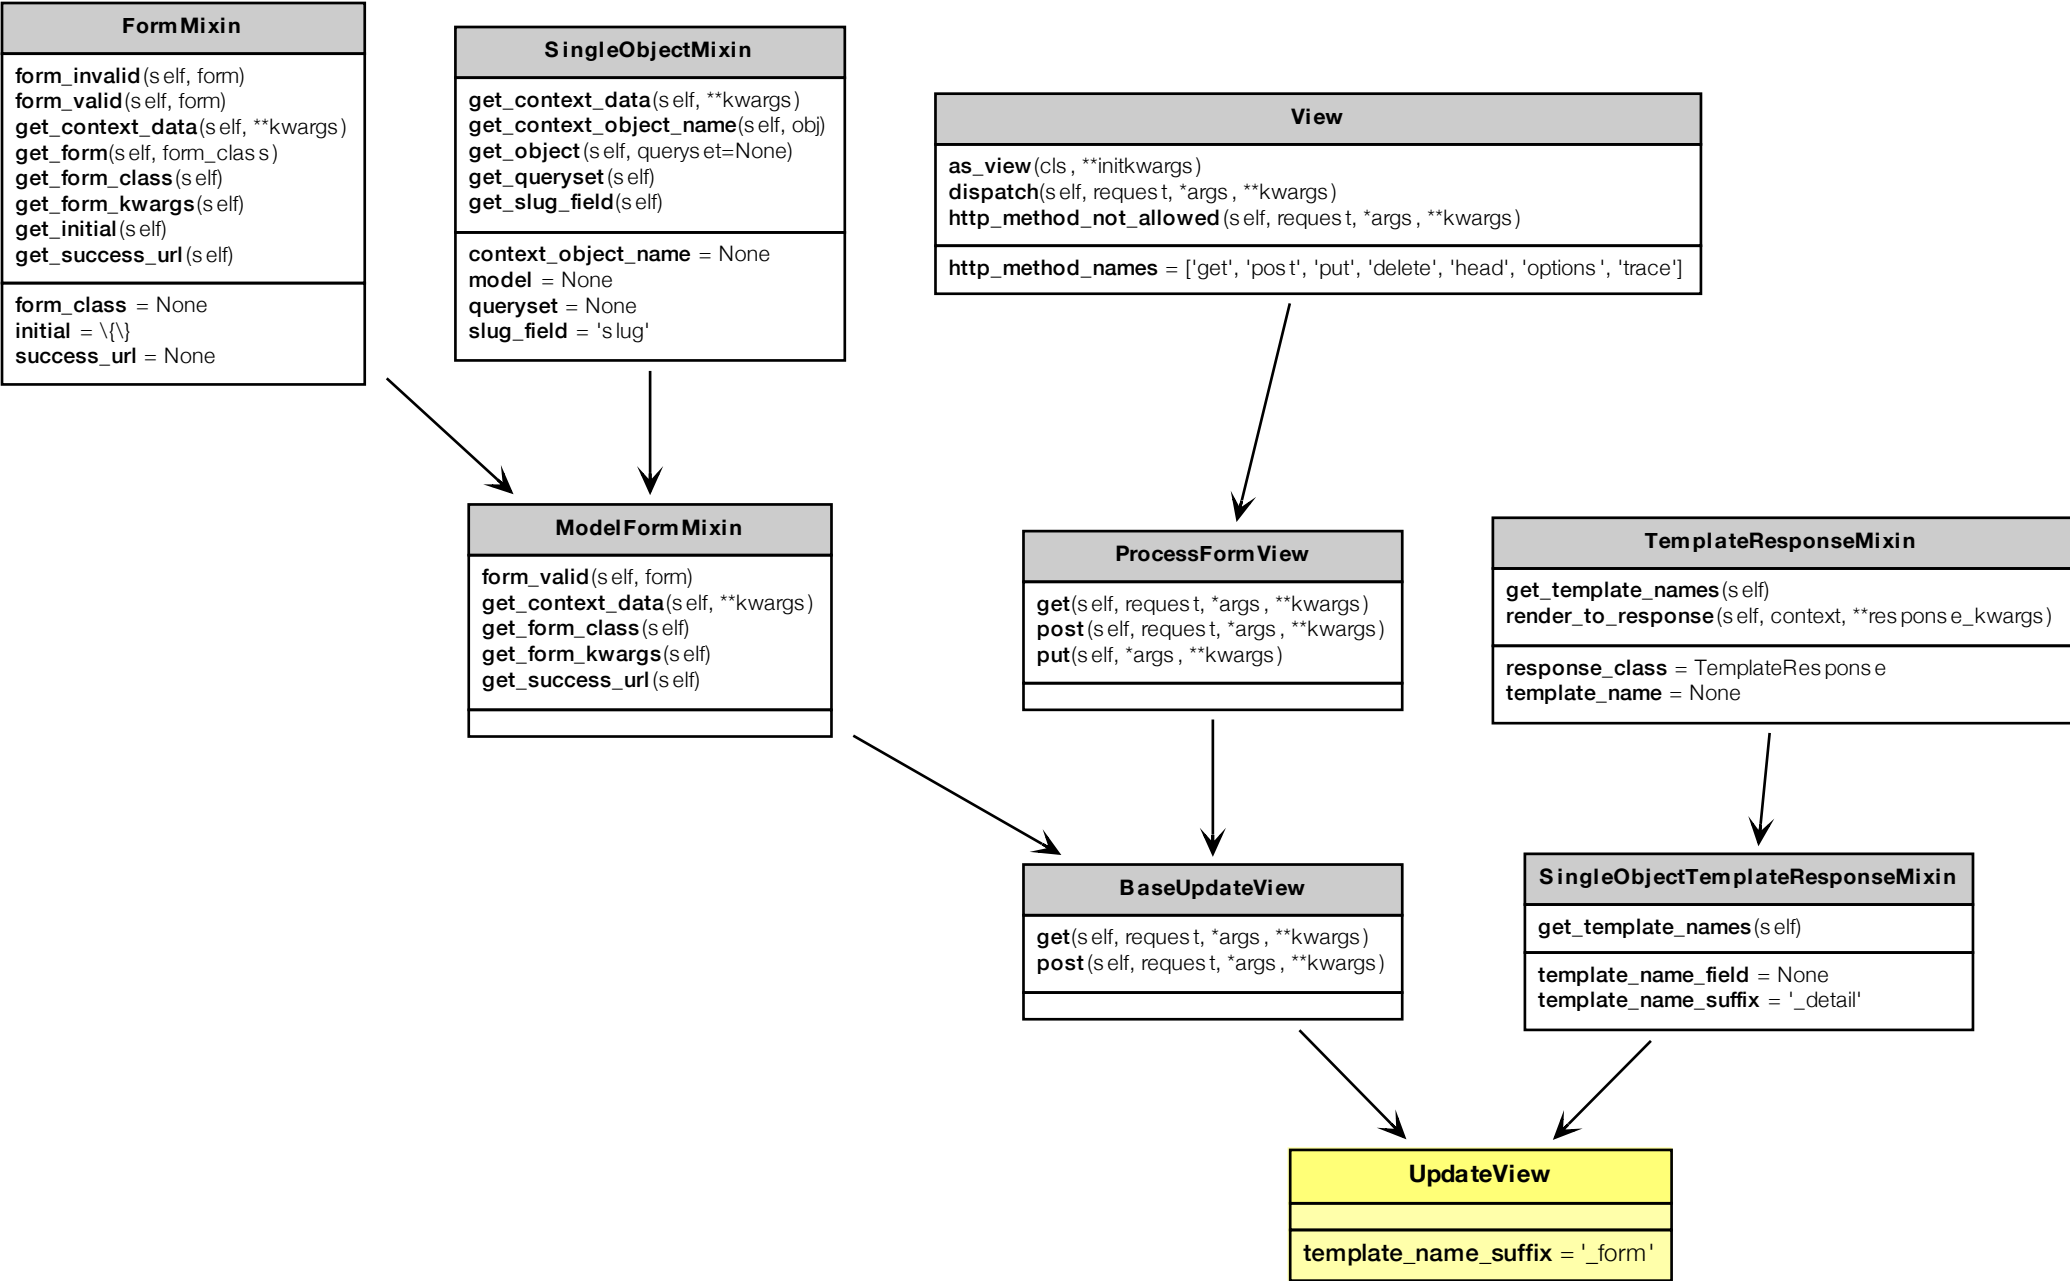 FormMixin
form_invalid(self, form)
form_valid(self, form)
get_context_data(self, **kwargs)
get_form(self, form_class)
get_form_class(self)
get_form_kwargs(self)
get_initial(self)
get_success_url(self)
form_class = None
initial = \{\}
success_url = None
SingleObjectMixin
get_context_data(self, **kwargs)
get_context_object_name(self, obj)
get_object(self, queryset=None)
get_queryset(self)
get_slug_field(self)
context_object_name = None
model = None
queryset = None
slug_field = 'slug'
View
as_view(cls, **initkwargs)
dispatch(self, request, *args, **kwargs)
http_method_not_allowed(self, request, *args, **kwargs)
http_method_names = ['get', 'post', 'put', 'delete', 'head', 'options', 'trace']
ModelFormMixin
form_valid(self, form)
get_context_data(self, **kwargs)
get_form_class(self)
get_form_kwargs(self)
get_success_url(self)
ProcessFormView
get(self, request, *args, **kwargs)
post(self, request, *args, **kwargs)
put(self, *args, **kwargs)
TemplateResponseMixin
get_template_names(self)
render_to_response(self, context, **response_kwargs)
response_class = TemplateResponse
template_name = None
BaseUpdateView
get(self, request, *args, **kwargs)
post(self, request, *args, **kwargs)
SingleObjectTemplateResponseMixin
get_template_names(self)
template_name_field = None
template_name_suffix = '_detail'
UpdateView
template_name_suffix = '_form'